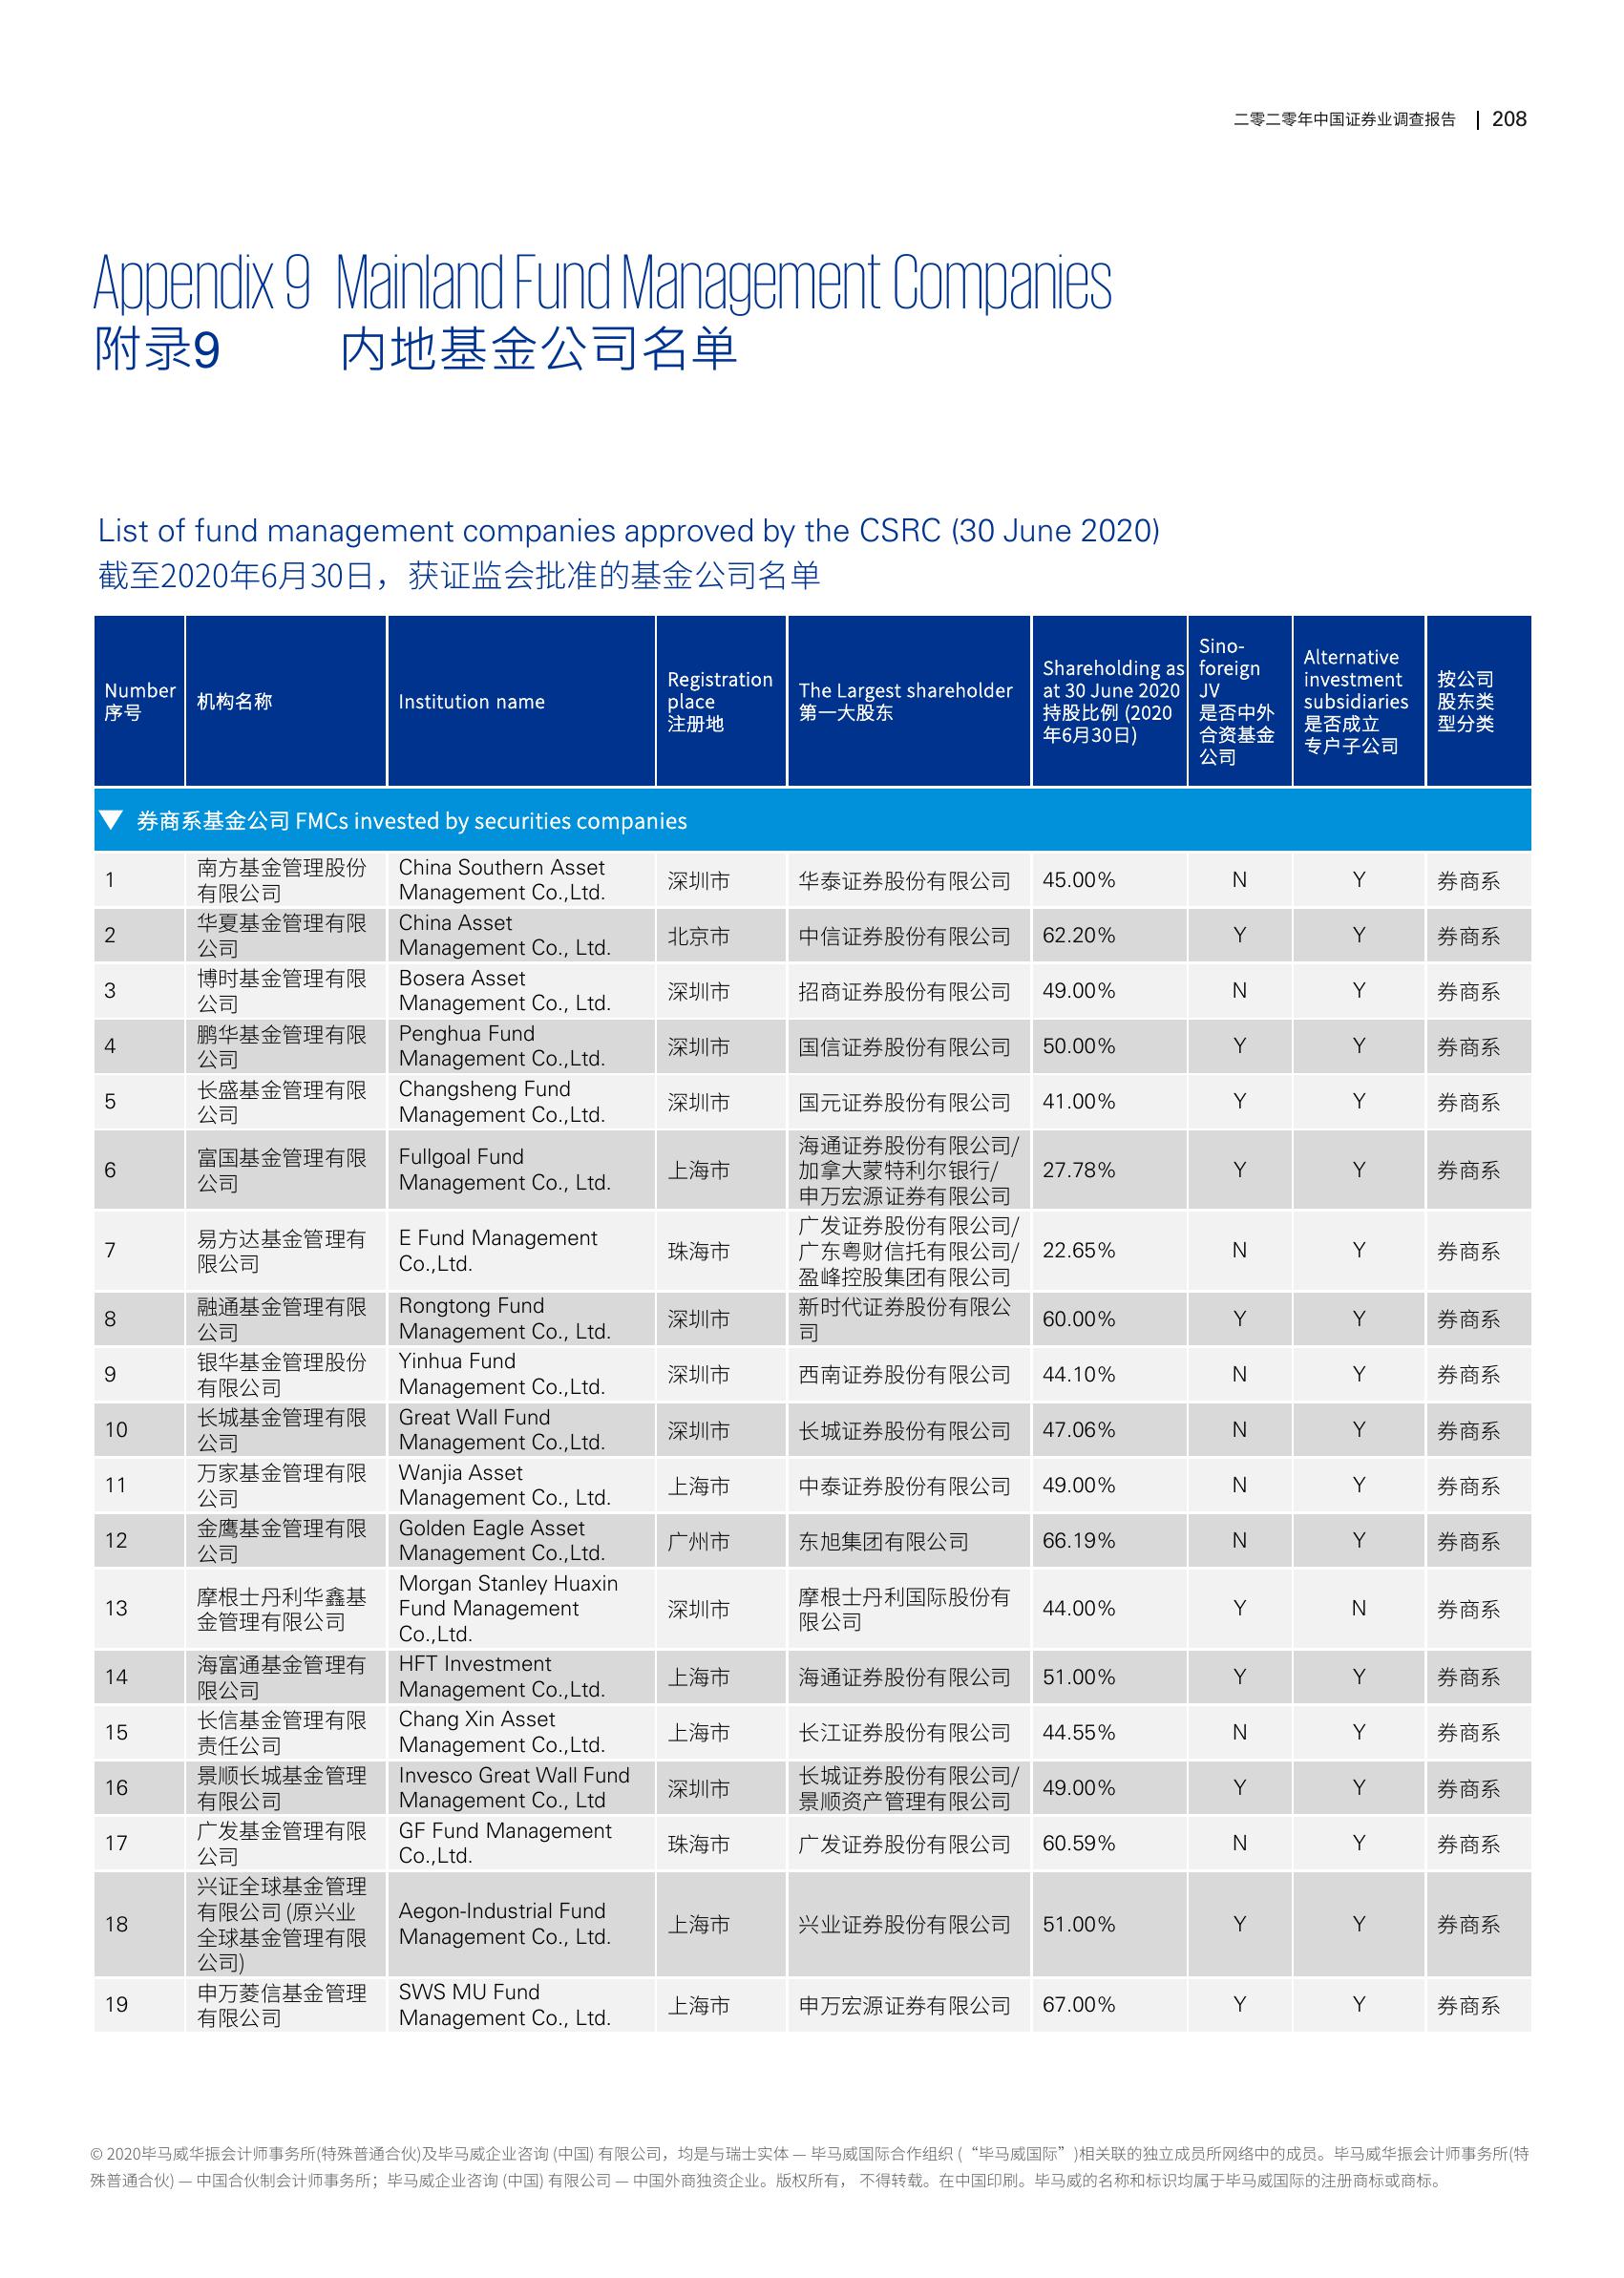 二零二零年中国证券业调查报告 | 208
Appendix 9 Mainland Fund Management Companies
附录9 内地基金公司名单
List of fund management companies approved by the CSRC (30 June 2020)
截至2020年6月30日，获证监会批准的基金公司名单
Number
序号
机构名称
Institution name
Registration
place
注册地
The Largest shareholder
第一大股东
Shareholding as
at 30 June 2020
持股比例 (2020
年6月30日)
Sino-
foreign
JV
是否中外
合资基金
公司
Alternative
investment
subsidiaries
是否成立
专户子公司
按公司
股东类
型分类
▼ 券商系基金公司 FMCs invested by securities companies
1
南方基金管理股份
有限公司
China Southern Asset
Management Co.,Ltd.
深圳市
华泰证券股份有限公司
45.00%
N
Y
券商系
2
华夏基金管理有限
公司
China Asset
Management Co., Ltd.
北京市
中信证券股份有限公司
62.20%
Y
Y
券商系
3
博时基金管理有限
公司
Bosera Asset
Management Co., Ltd.
深圳市
招商证券股份有限公司
49.00%
N
Y
券商系
4
鹏华基金管理有限
公司
Penghua Fund
Management Co.,Ltd.
深圳市
国信证券股份有限公司
50.00%
Y
Y
券商系
5
长盛基金管理有限
公司
Changsheng Fund
Management Co.,Ltd.
深圳市
国元证券股份有限公司
41.00%
Y
Y
券商系
6
富国基金管理有限
公司
Fullgoal Fund
Management Co., Ltd.
上海市
海通证券股份有限公司/
加拿大蒙特利尔银行/
申万宏源证券有限公司
27.78%
Y
Y
券商系
7
易方达基金管理有
限公司
E Fund Management
Co.,Ltd.
珠海市
广发证券股份有限公司/
广东粤财信托有限公司/
盈峰控股集团有限公司
22.65%
N
Y
券商系
8
融通基金管理有限
公司
Rongtong Fund
Management Co., Ltd.
深圳市
新时代证券股份有限公
司
60.00%
Y
Y
券商系
9
银华基金管理股份
有限公司
Yinhua Fund
Management Co.,Ltd.
深圳市
西南证券股份有限公司
44.10%
N
Y
券商系
10
长城基金管理有限
公司
Great Wall Fund
Management Co.,Ltd.
深圳市
长城证券股份有限公司
47.06%
N
Y
券商系
11
万家基金管理有限
公司
Wanjia Asset
Management Co., Ltd.
上海市
中泰证券股份有限公司
49.00%
N
Y
券商系
12
金鹰基金管理有限
公司
Golden Eagle Asset
Management Co.,Ltd.
广州市
东旭集团有限公司
66.19%
N
Y
券商系
13
摩根士丹利华鑫基
金管理有限公司
Morgan Stanley Huaxin
Fund Management
Co.,Ltd.
深圳市
摩根士丹利国际股份有
限公司
44.00%
Y
N
券商系
14
海富通基金管理有
限公司
HFT Investment
Management Co.,Ltd.
上海市
海通证券股份有限公司
51.00%
Y
Y
券商系
15
长信基金管理有限
责任公司
Chang Xin Asset
Management Co.,Ltd.
上海市
长江证券股份有限公司
44.55%
N
Y
券商系
16
景顺长城基金管理
有限公司
Invesco Great Wall Fund
Management Co., Ltd
深圳市
长城证券股份有限公司/
景顺资产管理有限公司
49.00%
Y
Y
券商系
17
广发基金管理有限
公司
GF Fund Management
Co.,Ltd.
珠海市
广发证券股份有限公司
60.59%
N
Y
券商系
18
兴证全球基金管理
有限公司 (原兴业
全球基金管理有限
公司)
Aegon-Industrial Fund
Management Co., Ltd.
上海市
兴业证券股份有限公司
51.00%
Y
Y
券商系
19
申万菱信基金管理
有限公司
SWS MU Fund
Management Co., Ltd.
上海市
申万宏源证券有限公司
67.00%
Y
Y
券商系
© 2020毕马威华振会计师事务所(特殊普通合伙)及毕马威企业咨询 (中国) 有限公司，均是与瑞士实体 — 毕马威国际合作组织 (“毕马威国际”)相关联的独立成员所网络中的成员。毕马威华振会计师事务所(特
殊普通合伙) — 中国合伙制会计师事务所；毕马威企业咨询 (中国) 有限公司 — 中国外商独资企业。版权所有， 不得转载。在中国印刷。毕马威的名称和标识均属于毕马威国际的注册商标或商标。